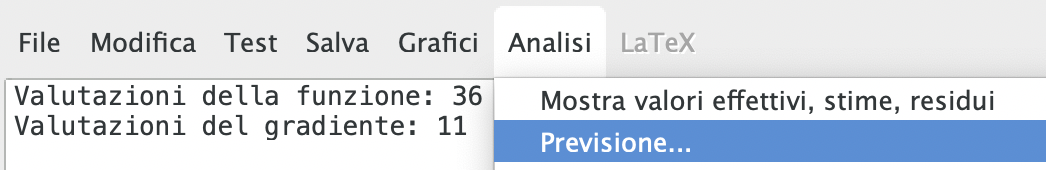 File Modifica Test Salva Grafici Analisi LaTeX
Valutazioni della funzione: 36
Valutazioni del gradiente: 11
Mostra valori effettivi, stime, residui
Previsione...